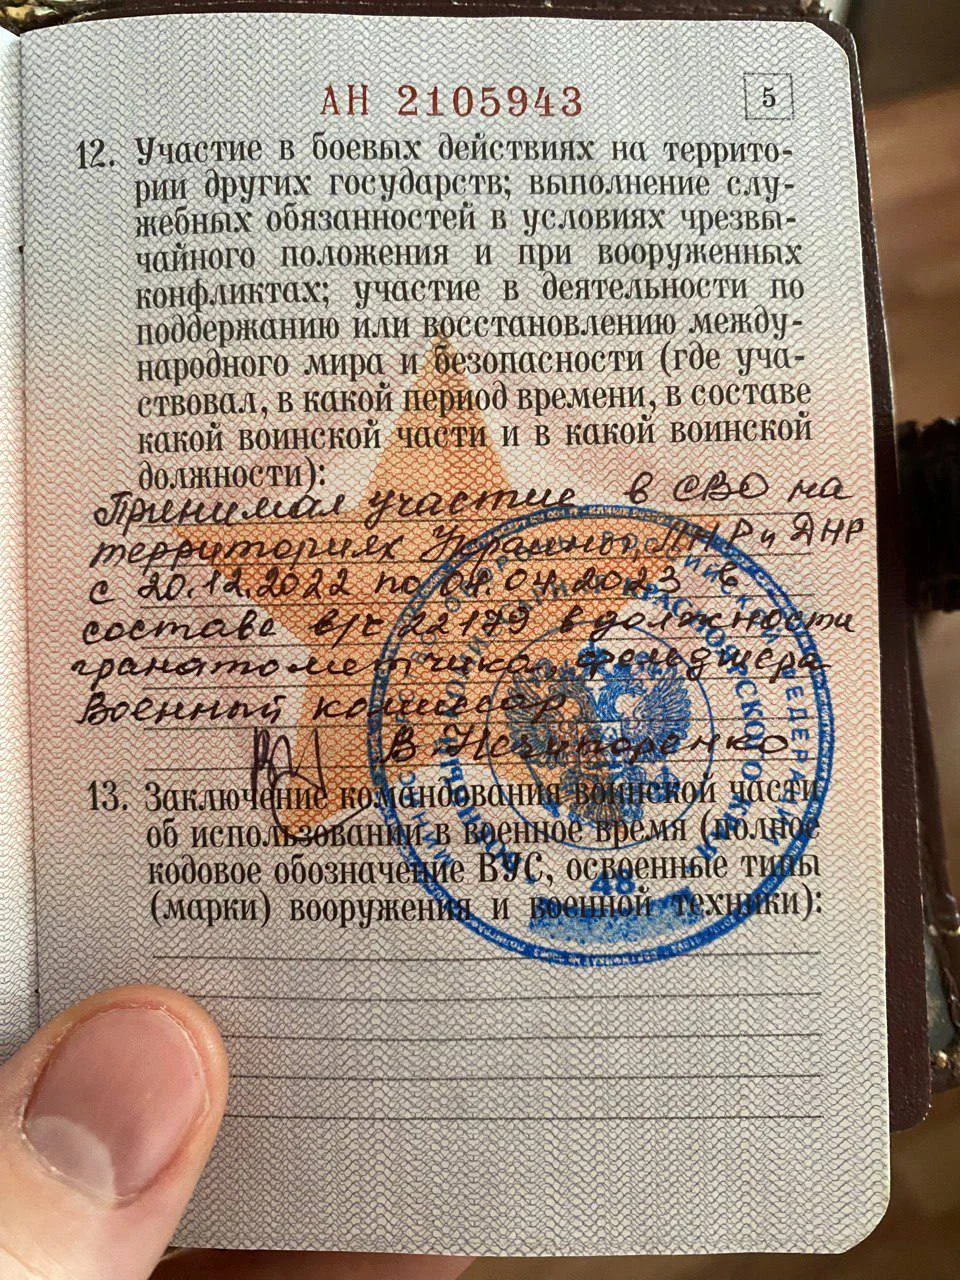 АН 2105943
5
12. Участие в боевых действиях на террито-
рии других государств; выполнение слу-
жебных обязанностей в условиях чрезвы-
чайного положения и при вооруженных
конфликтах; участие в деятельности по
поддержанию или восстановлению между-
народного мира и безопасности (где уча-
ствовал, в какой период времени, в составе
какой воинской части и в какой воинской
должности):
Принимал участие в СВО на
территориях Украины, ЛНР и ДНР
с 20.12.2022 по 04.04.2023 в
составе в/ч 22179 в должности
гранатометчика, фельдшера
Военный комиссар
В Нечипоренко
13. Заключение командования воинской части
об использовании в военное время (полное
кодовое обозначение ВУС, освоенные типы
(марки) вооружения и военной техники):
КРАСНОЯРСКОГО КРАЯ
48